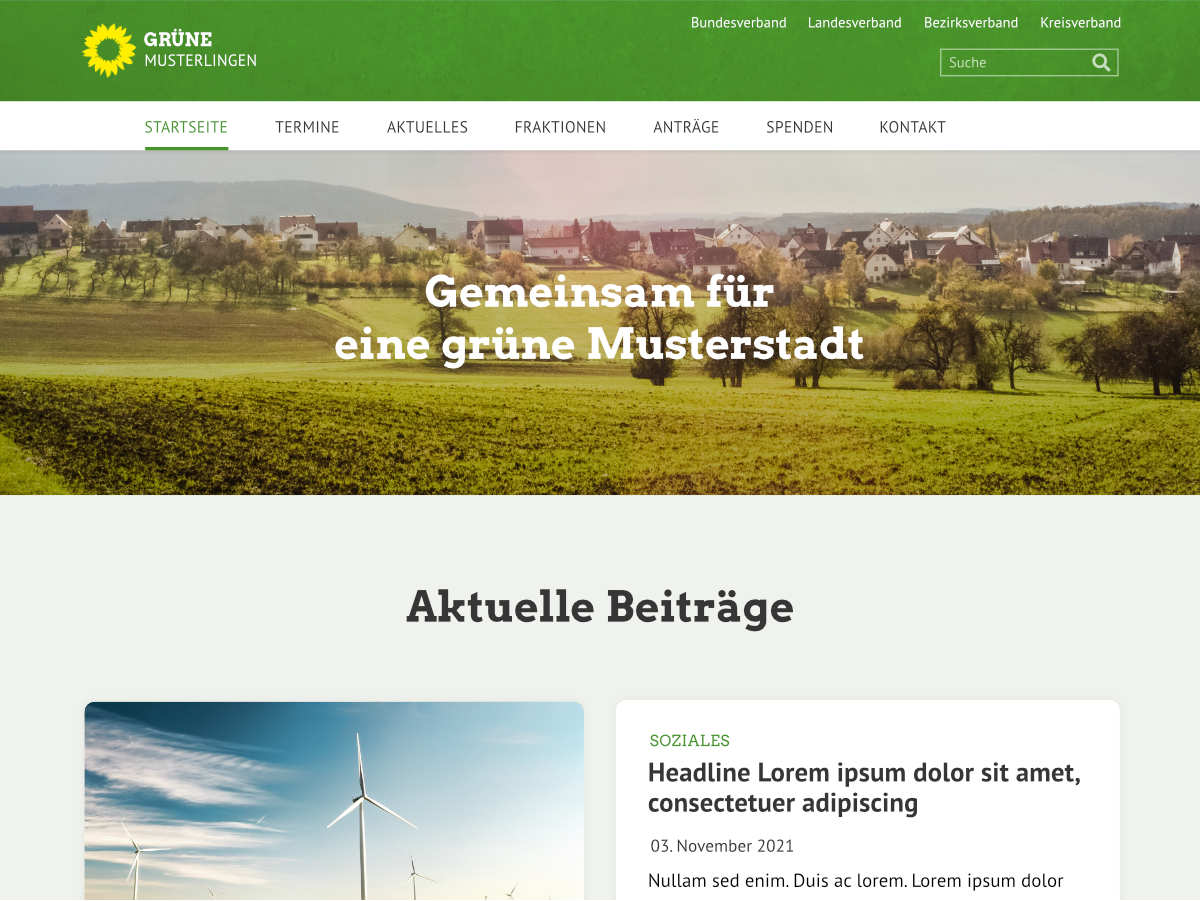 Bundesverband Landesverband Bezirksverband Kreisverband
GRÜNE
MUSTERLINGEN
Suche
STARTSEITE TERMINE AKTUELLES FRAKTIONEN ANTRÄGE SPENDEN KONTAKT
Gemeinsam für
eine grüne Musterstadt
Aktuelle Beiträge
SOZIALES
Headline Lorem ipsum dolor sit amet,
consectetuer adipiscing
03. November 2021
Nullam sed enim. Duis ac lorem. Lorem ipsum dolor